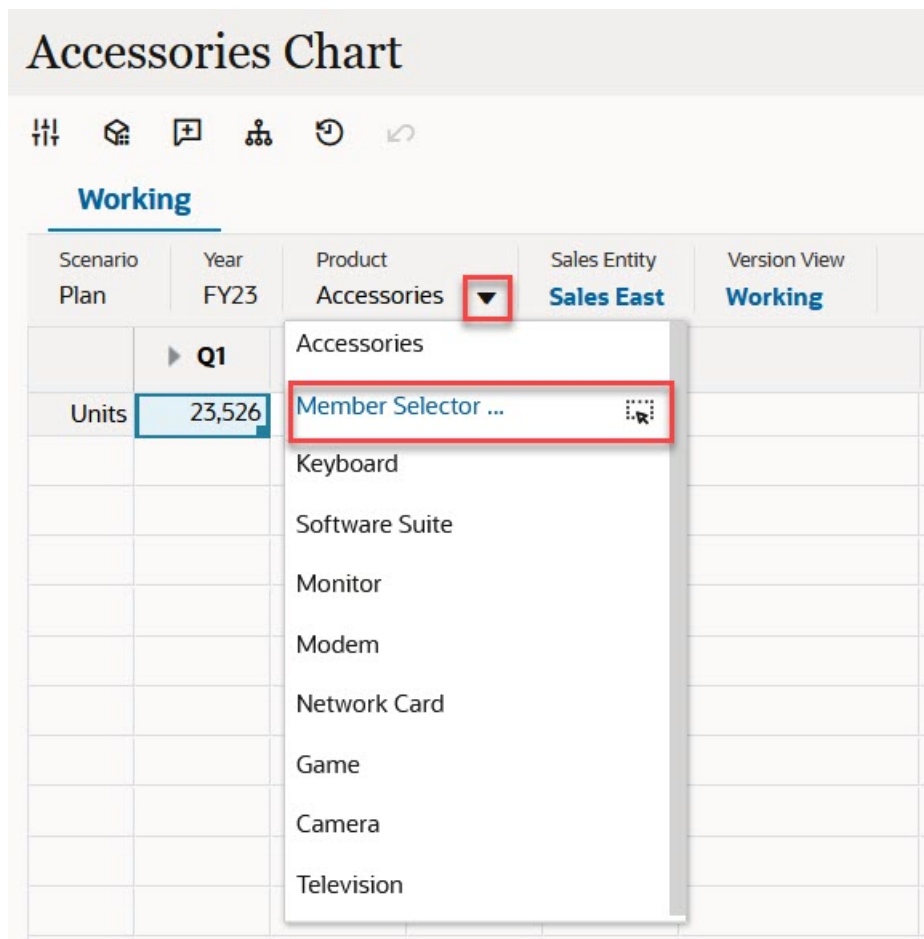 Accessories Chart
Working
Scenario Year Product Sales Entity Version View
Plan FY23 Accessories Sales East Working
Q1
Units 23,526
Accessories
Member Selector ...
Keyboard
Software Suite
Monitor
Modem
Network Card
Game
Camera
Television